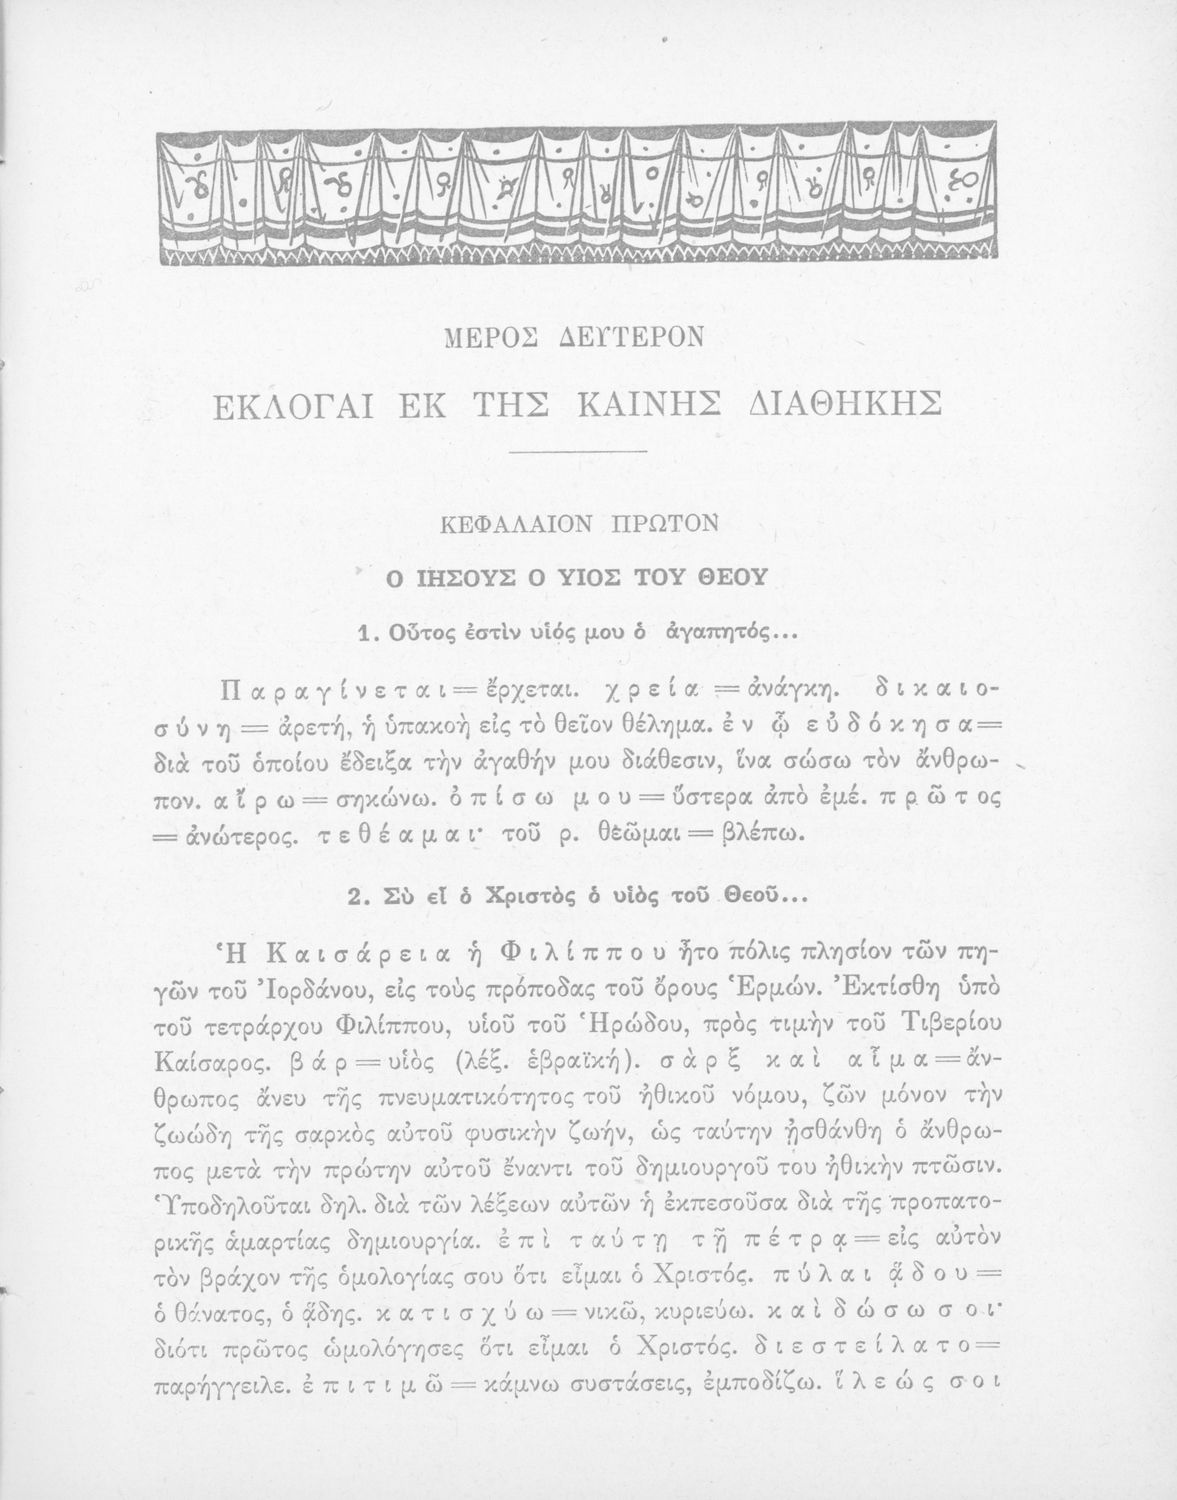 ΜΕΡΟΣ ΔΕΥΤΕΡΟΝ
ΕΚΛΟΓΑΙ ΕΚ ΤΗΣ ΚΑΙΝΗΣ ΔΙΑΘΗΚΗΣ
ΚΕΦΑΛΑΙΟΝ ΠΡΩΤΟΝ
Ο ΙΗΣΟΥΣ Ο ΥΙΟΣ ΤΟΥ ΘΕΟΥ
1. Οὗτος ἐστὶν υἱός μου ὁ ἀγαπητός...
Παραγίνεται = ἔρχεται. χρεία = ἀνάγκη. δικαιο-
σύνη = ἀρετή, ἡ ὑπακοὴ εἰς τὸ θεῖον θέλημα. ἐν ᾧ εὐδόκησα =
διὰ τοῦ ὁποίου ἔδειξα τὴν ἀγαθήν μου διάθεσιν, ἵνα σώσω τὸν ἄνθρω-
πον. αἴρω = σηκώνω. ὀπίσω μου = ὕστερα ἀπὸ ἐμέ. πρῶτος
= ἀνώτερος. τεθέαμαι· τοῦ ρ. θεῶμαι = βλέπω.
2. Σὺ εἶ ὁ Χριστὸς ὁ υἱὸς τοῦ Θεοῦ...
Ἡ Καισάρεια ἡ Φιλίππου ἦτο πόλις πλησίον τῶν πη-
γῶν τοῦ Ἰορδάνου, εἰς τοὺς πρόποδας τοῦ ὄρους Ἑρμών. Ἐκτίσθη ὑπὸ
τοῦ τετράρχου Φιλίππου, υἱοῦ τοῦ Ἡρώδου, πρὸς τιμὴν τοῦ Τιβερίου
Καίσαρος. βάρ = υἱὸς (λέξ. ἑβραϊκή). σὰρξ καὶ αἷμα = ἄν-
θρωπος ἄνευ τῆς πνευματικότητος τοῦ ἠθικοῦ νόμου, ζῶν μόνον τὴν
ζωώδη τῆς σαρκὸς αὐτοῦ φυσικὴν ζωήν, ὡς ταύτην ᾐσθάνθη ὁ ἄνθρω-
πος μετὰ τὴν πρώτην αὐτοῦ ἔναντι τοῦ δημιουργοῦ του ἠθικὴν πτῶσιν.
Ὑποδηλοῦται δηλ. διὰ τῶν λέξεων αὐτῶν ἡ ἐκπεσοῦσα διὰ τῆς προπατο-
ρικῆς ἁμαρτίας δημιουργία. ἐπὶ ταύτῃ τῇ πέτρᾳ = εἰς αὐτὸν
τὸν βράχον τῆς ὁμολογίας σου ὅτι εἶμαι ὁ Χριστός. πύλαι ᾅδου =
ὁ θάνατος, ὁ ᾅδης. κατισχύω = νικῶ, κυριεύω. καὶ δώσω σοι·
διότι πρῶτος ὡμολόγησες ὅτι εἶμαι ὁ Χριστός. διεστείλατο =
παρήγγειλε. ἐπιτιμῶ = κάμνω συστάσεις, ἐμποδίζω. ἵλεώς σοι